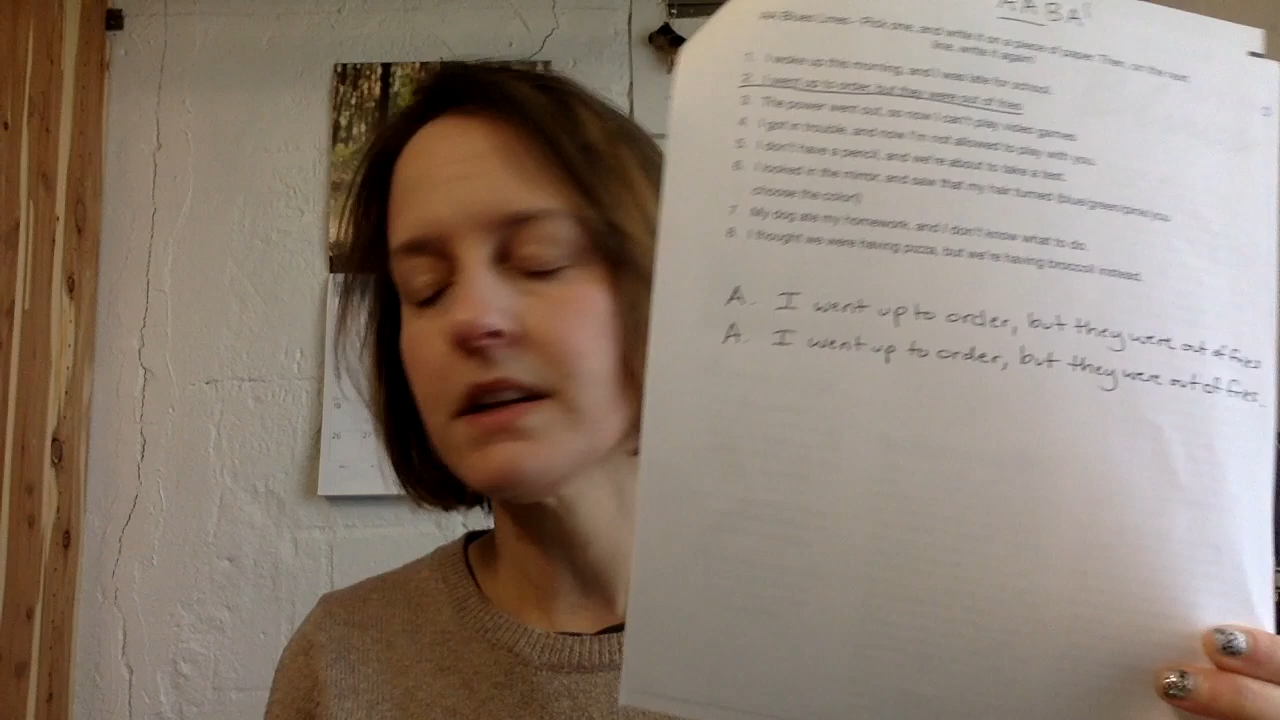 AABA
AA Blues Lines - Pick one, and write it on a piece of paper. Then, on the next
line, write it again!
1. I woke up this morning, and I was late for school.
2. I went up to order, but they were out of fries.
3. The power went out, so now I can't play video games.
4. I got in trouble, and now I'm not allowed to play with you.
5. I don't have a pencil, and we're about to take a test.
6. I looked in the mirror, and saw that my hair turned (blue/green/pink/you
choose the color!)
7. My dog ate my homework, and I don't know what to do.
8. I thought we were having pizza, but we're having broccoli instead.
A. I went up to order, but they were out of fries
A. I went up to order, but they were out of fries.
26 27